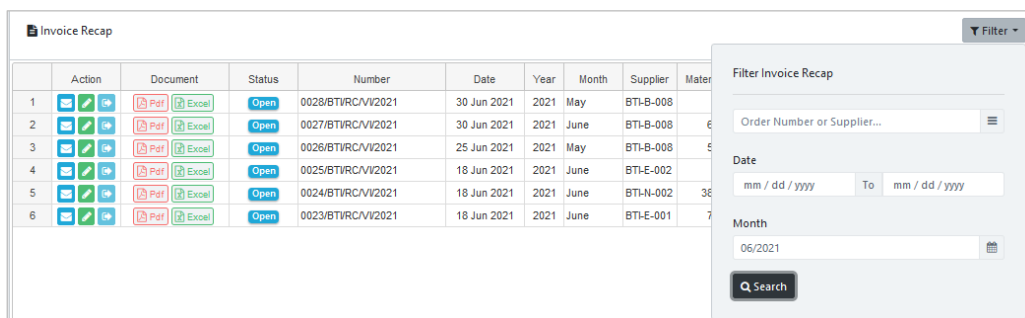 Invoice Recap
Filter
Action Document Status Number Date Year Month Supplier Mater
1 Pdf Excel Open 0028/BTI/RC/VI/2021 30 Jun 2021 2021 May BTI-B-008
2 Pdf Excel Open 0027/BTI/RC/VI/2021 30 Jun 2021 2021 June BTI-B-008 6
3 Pdf Excel Open 0026/BTI/RC/VI/2021 25 Jun 2021 2021 May BTI-B-008 5
4 Pdf Excel Open 0025/BTI/RC/VI/2021 18 Jun 2021 2021 June BTI-E-002
5 Pdf Excel Open 0024/BTI/RC/VI/2021 18 Jun 2021 2021 June BTI-N-002 38
6 Pdf Excel Open 0023/BTI/RC/VI/2021 18 Jun 2021 2021 June BTI-E-001 7
Filter Invoice Recap
Order Number or Supplier...
Date
mm / dd / yyyy To mm / dd / yyyy
Month
06/2021
Search